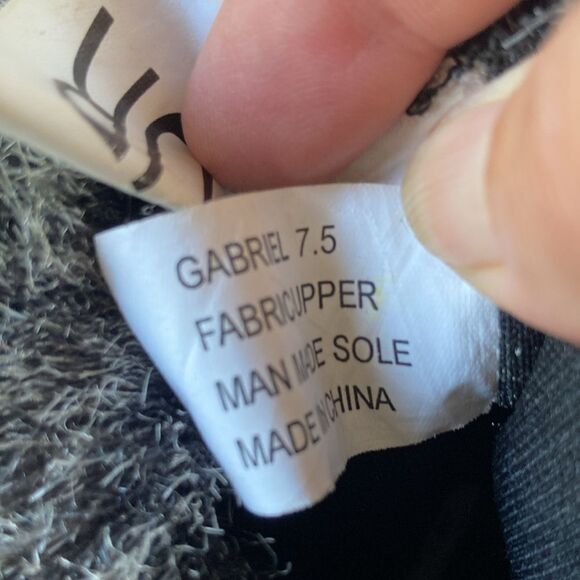 GABRIEL 7.5
FABRICUPPER
MAN MADE SOLE
MADE IN CHINA